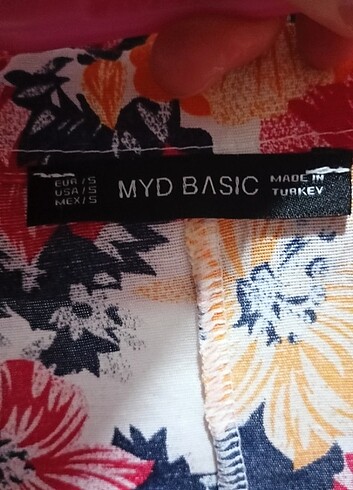 EUR/S
USA/S
MEX/S
MYD BASIC
MADE IN
TURKEY